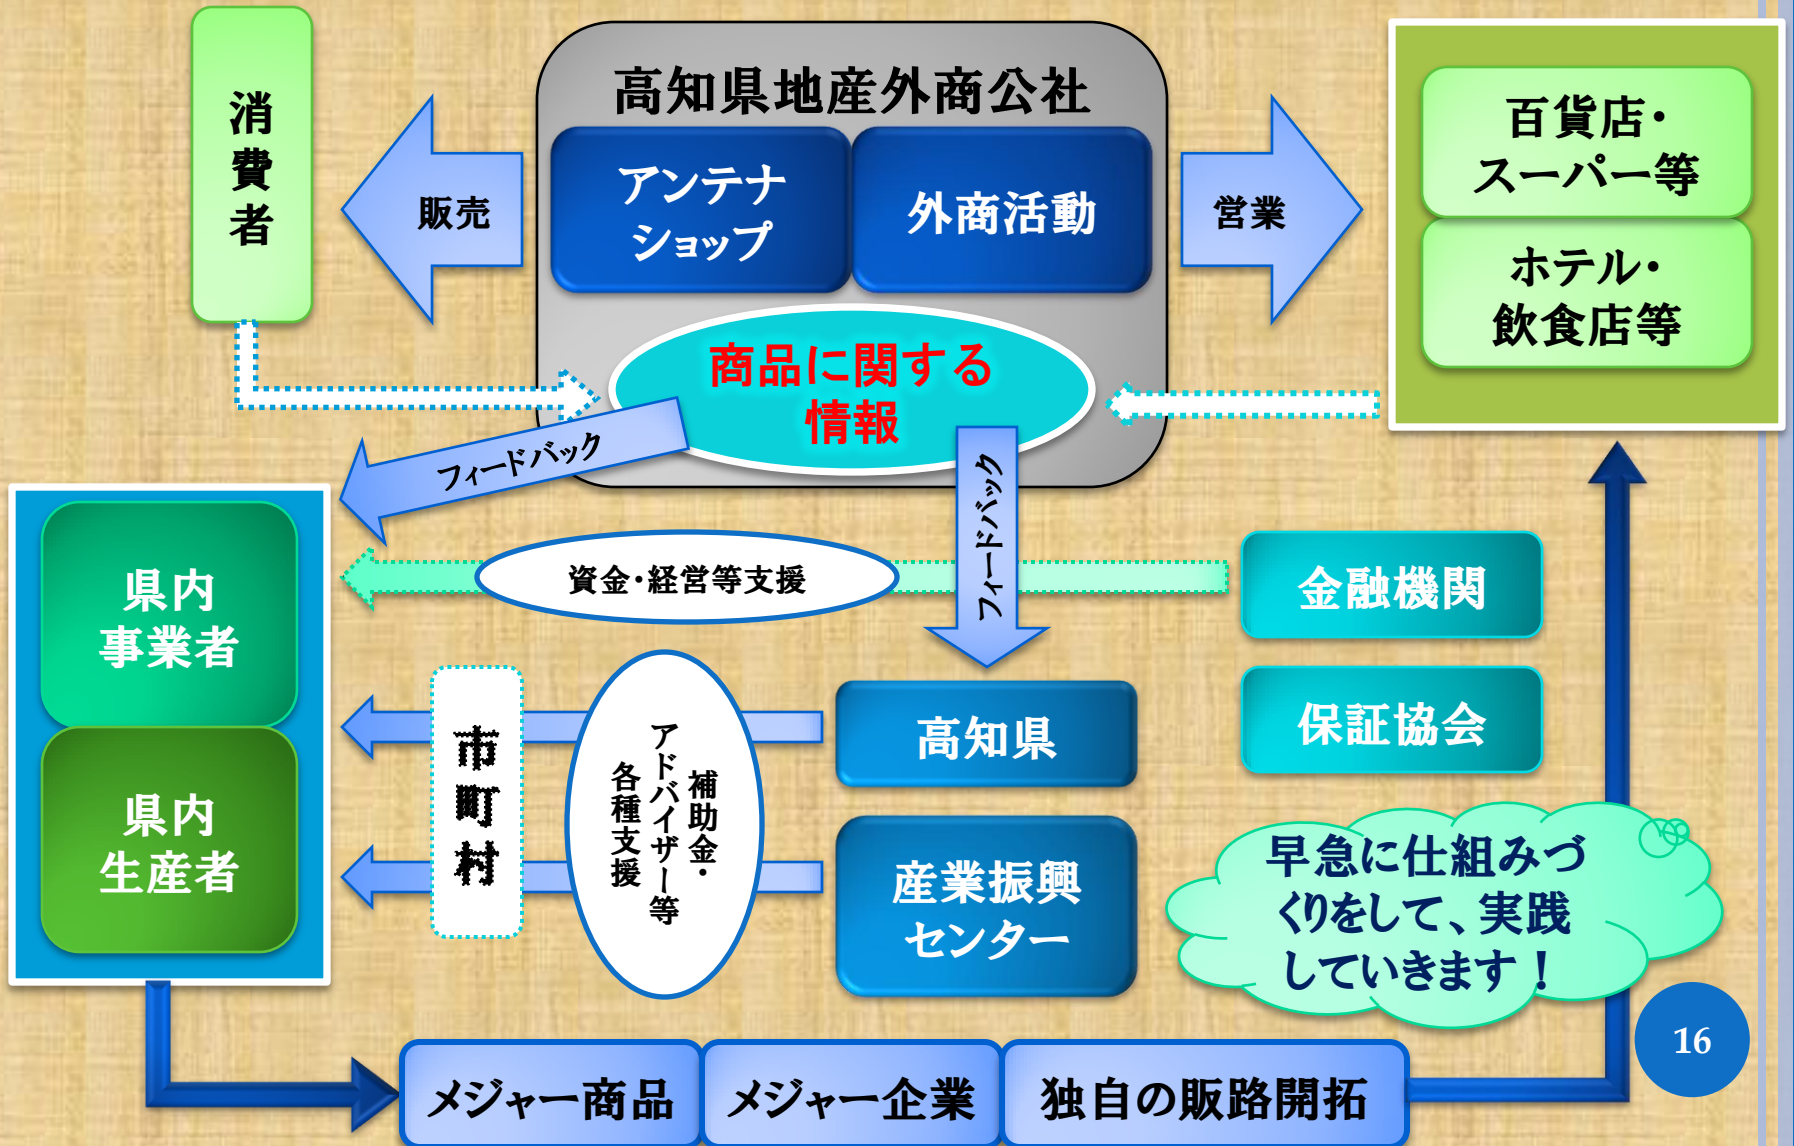 高知県地産外商公社
消費者
販売
アンテナ
ショップ
外商活動
営業
百貨店・
スーパー等
ホテル・
飲食店等
商品に関する
情報
フィードバック
フィードバック
資金・経営等支援
金融機関
保証協会
県内
事業者
県内
生産者
市町村
補助金・
アドバイザー等
各種支援
高知県
産業振興
センター
早急に仕組みづ
くりをして、実践
していきます！
メジャー商品
メジャー企業
独自の販路開拓
16